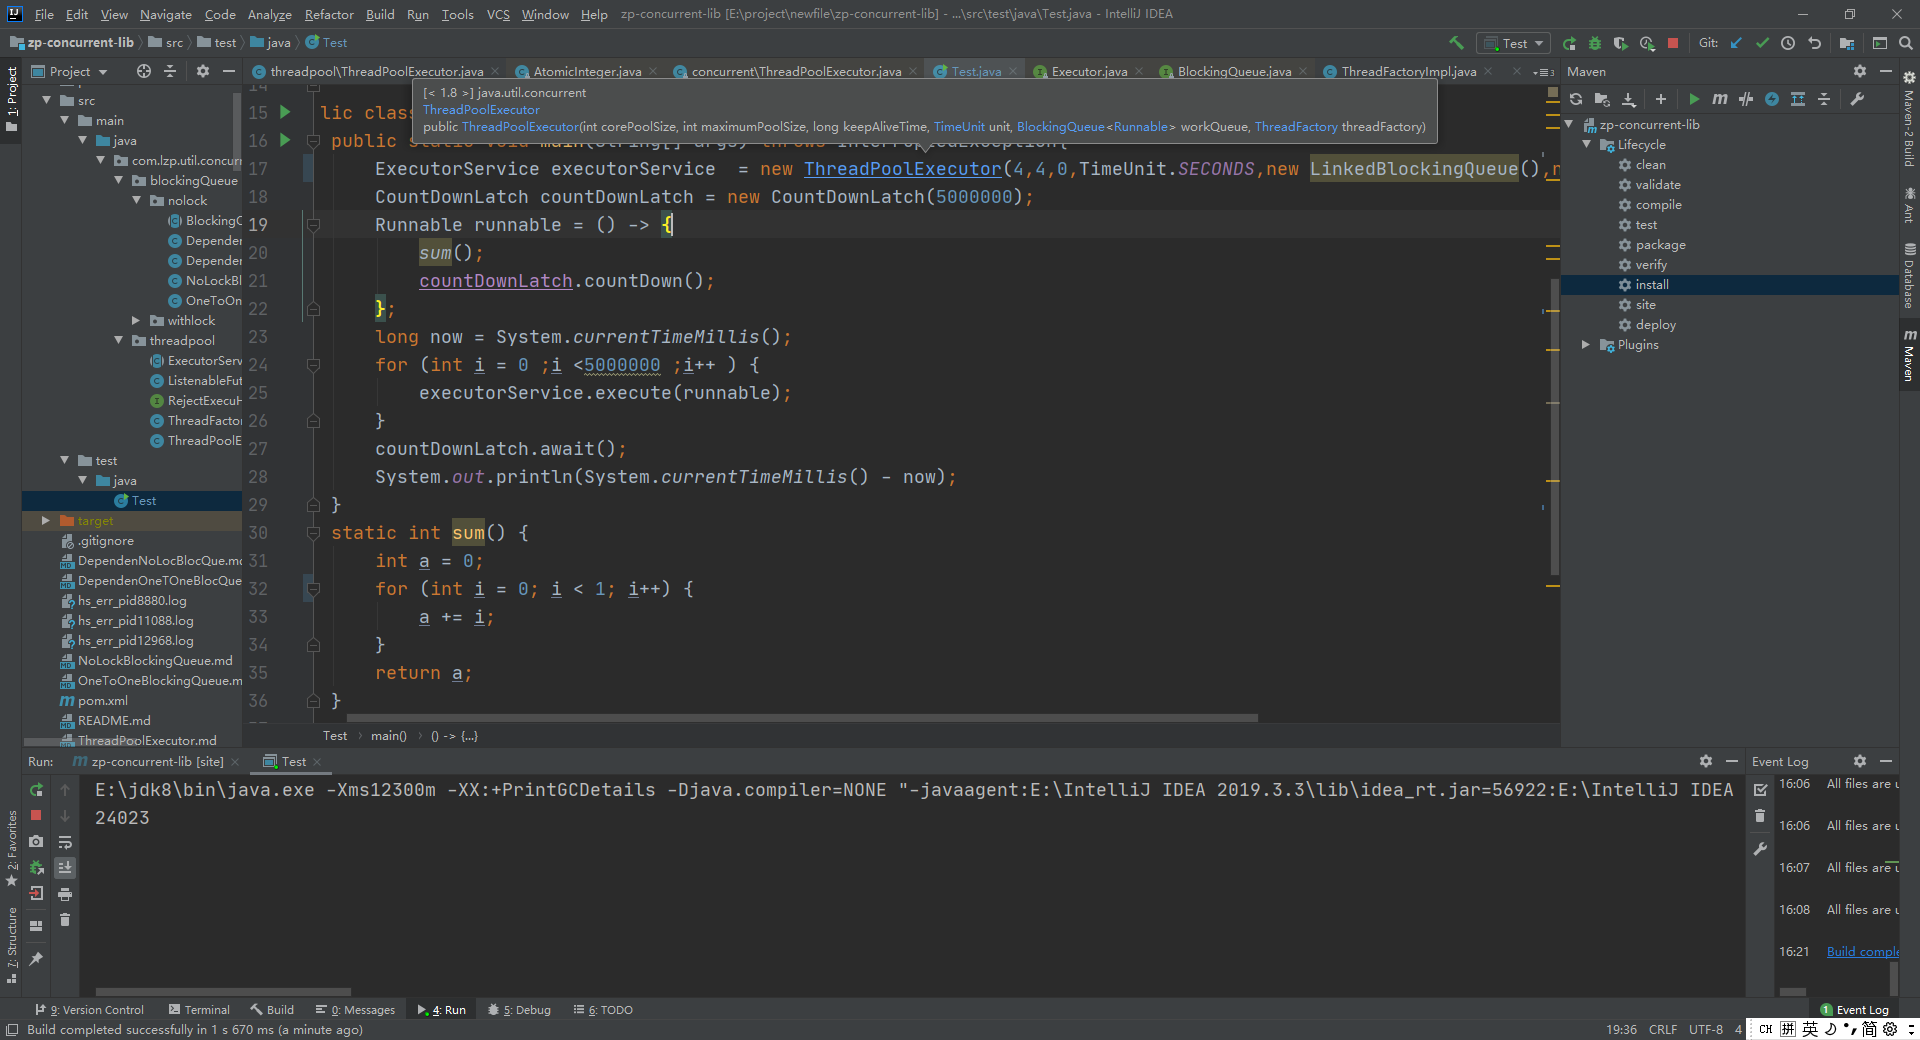 File Edit View Navigate Code Analyze Refactor Build Run Tools VCS Window Help zp-concurrent-lib [E:\project\newfile\zp-concurrent-lib] - ...\src\test\java\Test.java - IntelliJ IDEA
zp-concurrent-lib src test java Test
Test Git:
1: Project
Project
threadpool\ThreadPoolExecutor.java AtomicInteger.java concurrent\ThreadPoolExecutor.java Test.java Executor.java BlockingQueue.java ThreadFactoryImpl.java
src
main
java
com.lzp.util.concurr
blockingQueue
nolock
BlockingQ
Depender
Depender
NoLockBl
OneToOn
withlock
threadpool
ExecutorServ
ListenableFut
RejectExecuH
ThreadFactor
ThreadPoolE
test
java
Test
target
.gitignore
DependenNoLocBlocQue.md
DependenOneTOneBlocQue
hs_err_pid8880.log
hs_err_pid11088.log
hs_err_pid12968.log
NoLockBlockingQueue.md
OneToOneBlockingQueue.m
pom.xml
README.md
ThreadPoolExecutor.md
[< 1.8 >] java.util.concurrent
ThreadPoolExecutor
public ThreadPoolExecutor(int corePoolSize, int maximumPoolSize, long keepAliveTime, TimeUnit unit, BlockingQueue<Runnable> workQueue, ThreadFactory threadFactory)
14
15 lic class
16 public static void main(String[] args) throws InterruptedException{
17 ExecutorService executorService = new ThreadPoolExecutor(4,4,0,TimeUnit.SECONDS,new LinkedBlockingQueue(),n
18 CountDownLatch countDownLatch = new CountDownLatch(5000000);
19 Runnable runnable = () -> {
20 sum();
21 countDownLatch.countDown();
22 };
23 long now = System.currentTimeMillis();
24 for (int i = 0 ;i <5000000 ;i++ ) {
25 executorService.execute(runnable);
26 }
27 countDownLatch.await();
28 System.out.println(System.currentTimeMillis() - now);
29 }
30 static int sum() {
31 int a = 0;
32 for (int i = 0; i < 1; i++) {
33 a += i;
34 }
35 return a;
36 }
Test main() () -> {...}
Maven
zp-concurrent-lib
Lifecycle
clean
validate
compile
test
package
verify
install
site
deploy
Plugins
Maven-2 Build
Ant
Database
Maven
Run: zp-concurrent-lib [site] Test
E:\jdk8\bin\java.exe -Xms12300m -XX:+PrintGCDetails -Djava.compiler=NONE "-javaagent:E:\IntelliJ IDEA 2019.3.3\lib\idea_rt.jar=56922:E:\IntelliJ IDEA
24023
2: Favorites
7: Structure
Event Log
16:06 All files are u
16:06 All files are u
16:07 All files are u
16:08 All files are u
16:21 Build comple
9: Version Control Terminal Build 0: Messages 4: Run 5: Debug 6: TODO 1 Event Log
Build completed successfully in 1 s 670 ms (a minute ago) 19:36 CRLF UTF-8 4 CH 拼 英 简